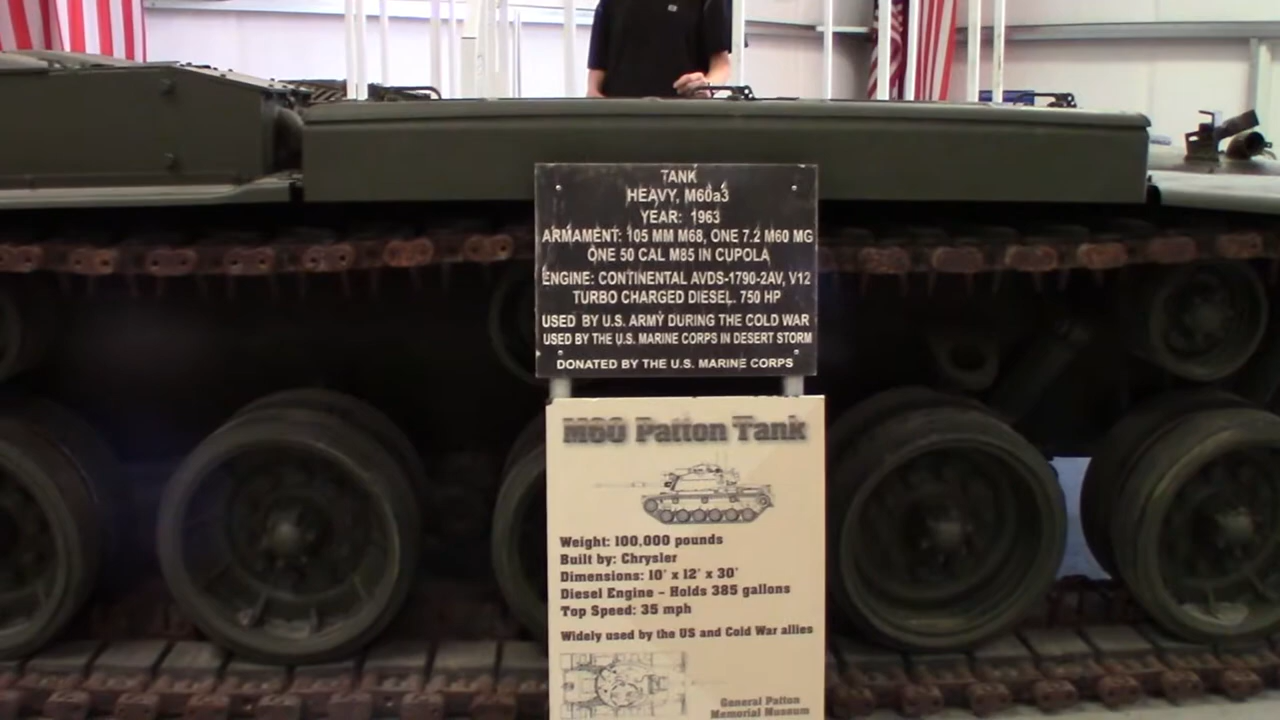 TANK
HEAVY, M60a3
YEAR: 1963
ARMAMENT: 105 MM M68, ONE 7.2 M60 MG
ONE 50 CAL M85 IN CUPOLA
ENGINE: CONTINENTAL AVDS-1790-2AV, V12
TURBO CHARGED DIESEL. 750 HP
USED BY U.S. ARMY DURING THE COLD WAR
USED BY THE U.S. MARINE CORPS IN DESERT STORM
DONATED BY THE U.S. MARINE CORPS
M60 Patton Tank
Weight: 100,000 pounds
Built by: Chrysler
Dimensions: 10' x 12' x 30'
Diesel Engine – Holds 385 gallons
Top Speed: 35 mph
Widely used by the US and Cold War allies
General Patton
Memorial Museum